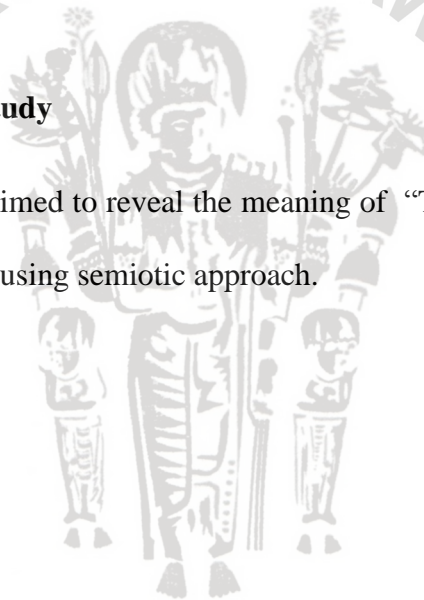 udy
imed to reveal the meaning of “T
using semiotic approach.